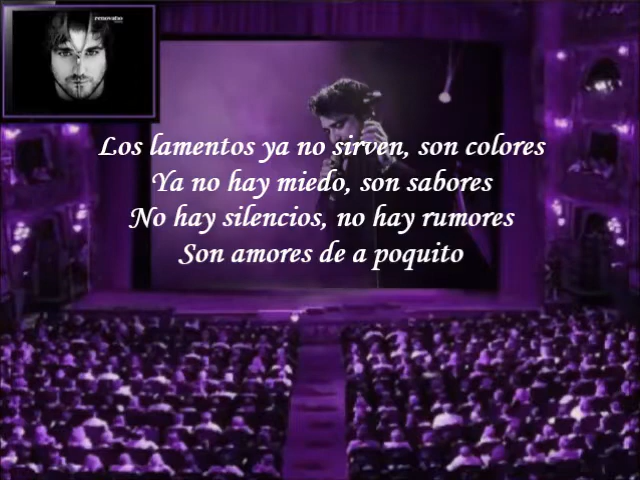 renovatio
Los lamentos ya no sirven, son colores
Ya no hay miedo, son sabores
No hay silencios, no hay rumores
Son amores de a poquito